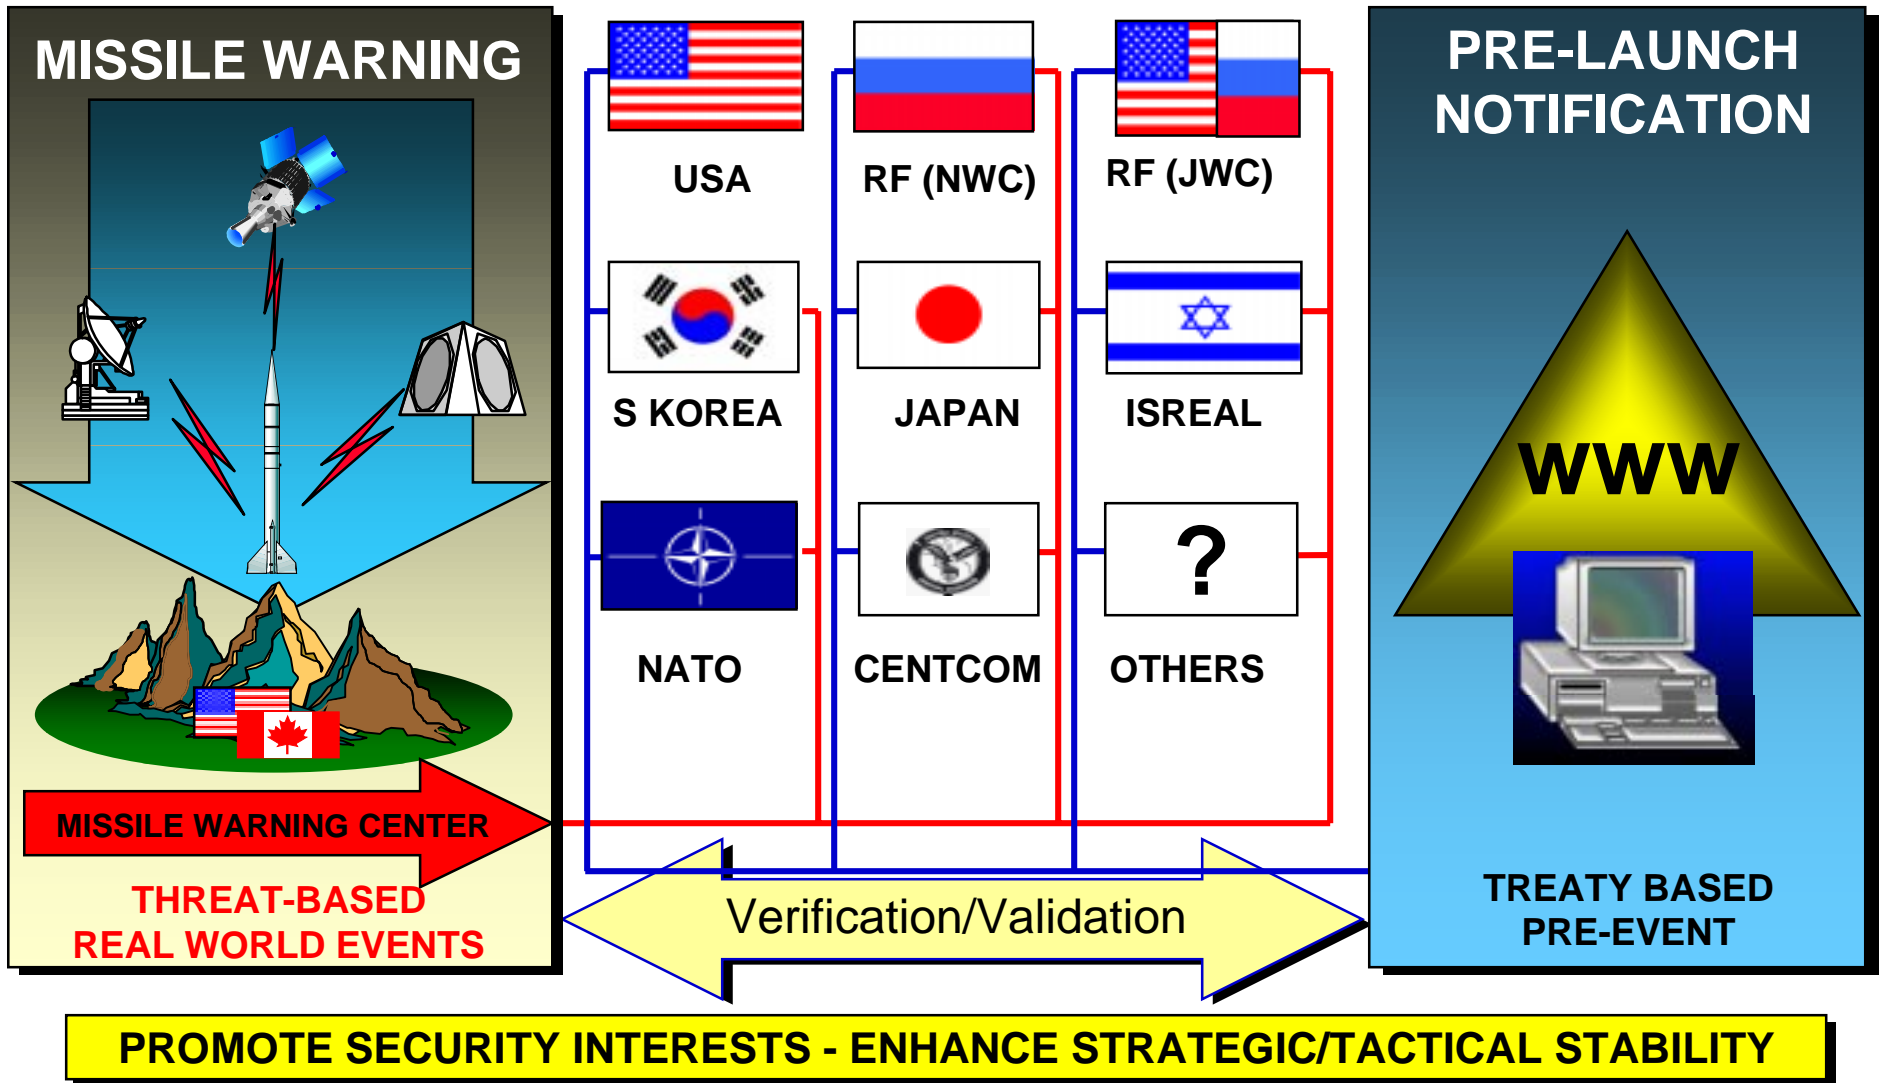 MISSILE WARNING
MISSILE WARNING CENTER
THREAT-BASED
REAL WORLD EVENTS
USA
RF (NWC)
RF (JWC)
S KOREA
JAPAN
ISREAL
?
NATO
CENTCOM
OTHERS
Verification/Validation
PRE-LAUNCH
NOTIFICATION
WWW
TREATY BASED
PRE-EVENT
PROMOTE SECURITY INTERESTS - ENHANCE STRATEGIC/TACTICAL STABILITY